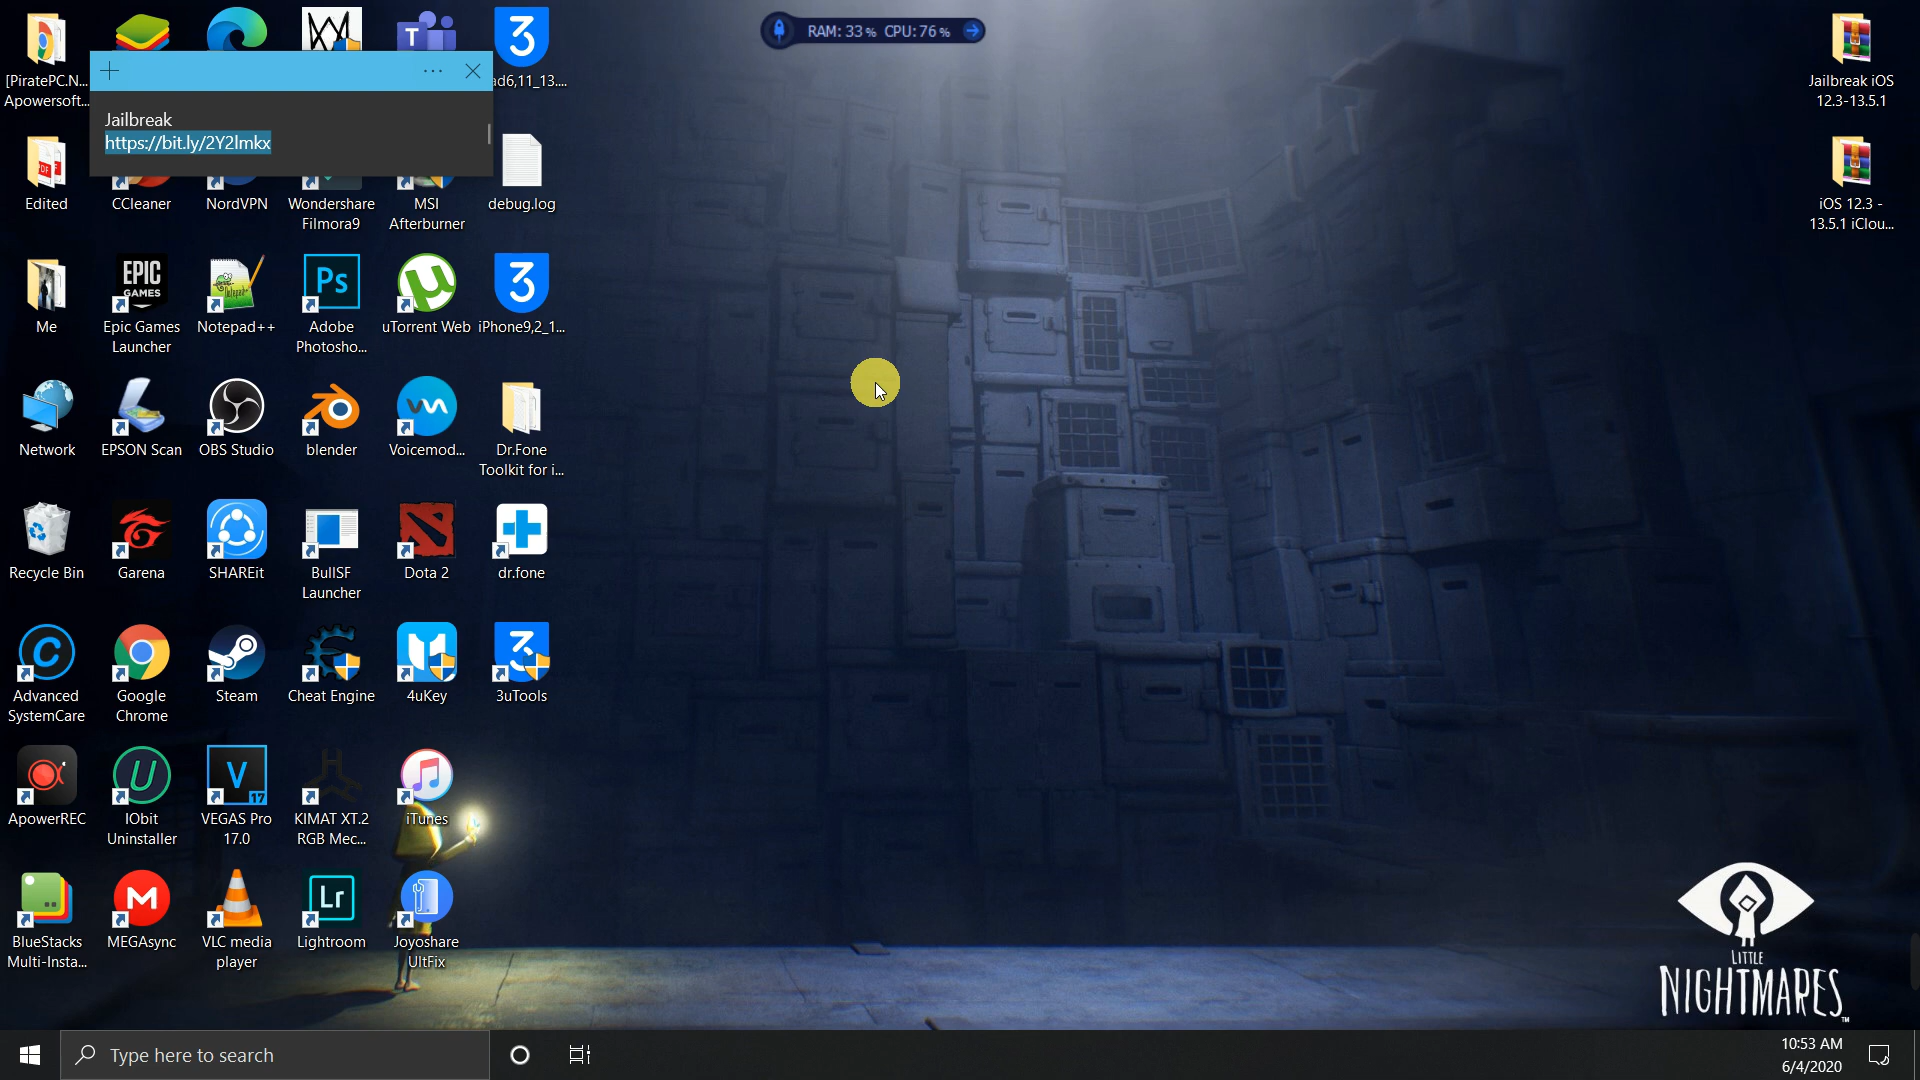 RAM: 33% CPU: 76%
[PiratePC.N...
Apowersoft...
ad6,11_13....
Jailbreak iOS
12.3-13.5.1
Jailbreak
https://bit.ly/2Y2lmkx
Edited
CCleaner
NordVPN
Wondershare
Filmora9
MSI
Afterburner
debug.log
iOS 12.3 -
13.5.1 iClou...
Me
Epic Games
Launcher
Notepad++
Adobe
Photosho...
uTorrent Web
iPhone9,2_1...
Network
EPSON Scan
OBS Studio
blender
Voicemod...
Dr.Fone
Toolkit for i...
Recycle Bin
Garena
SHAREit
BullSF
Launcher
Dota 2
dr.fone
Advanced
SystemCare
Google
Chrome
Steam
Cheat Engine
4uKey
3uTools
ApowerREC
IObit
Uninstaller
VEGAS Pro
17.0
KIMAT XT.2
RGB Mec...
iTunes
BlueStacks
Multi-Insta...
MEGAsync
VLC media
player
Lightroom
Joyoshare
UltFix
LITTLE
NIGHTMARES
TM
Type here to search
10:53 AM
6/4/2020